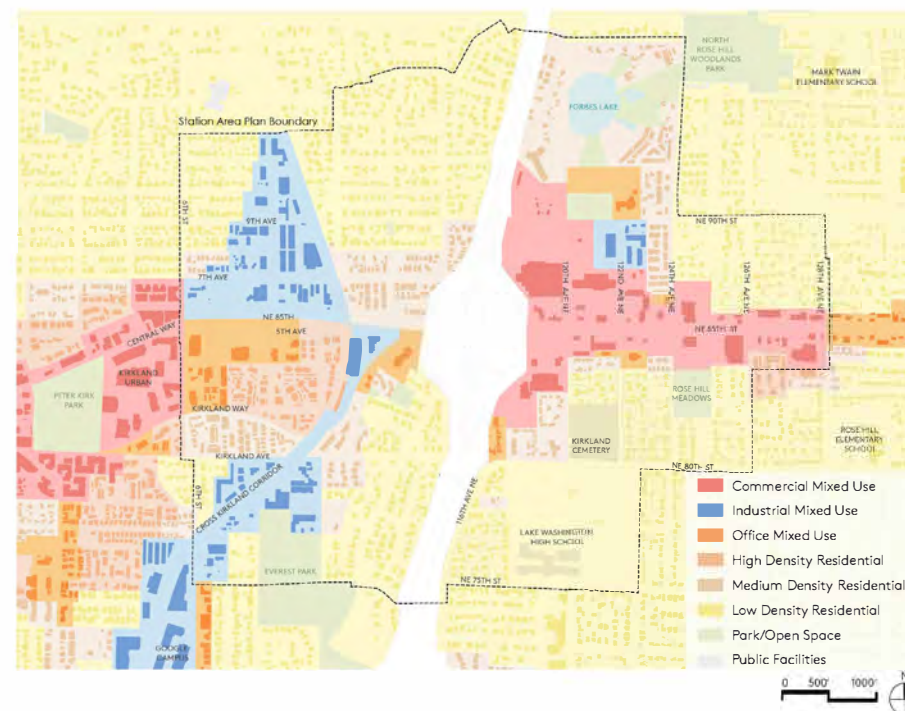 NORTH
ROSE HILL
WOODLANDS
PARK
MARK TWAIN
ELEMENTARY SCHOOL
FORBES LAKE
Station Area Plan Boundary
6TH ST
9TH AVE
NE 90TH ST
7TH AVE
120TH AVE NE
122ND AVE NE
124TH AVE NE
126TH AVE NE
128TH AVE NE
NE 85TH
5TH AVE
NE 85TH ST
CENTRAL WAY
KIRKLAND
URBAN
PETER KIRK
PARK
ROSE HILL
MEADOWS
KIRKLAND WAY
KIRKLAND
CEMETERY
ROSE HILL
ELEMENTARY
SCHOOL
KIRKLAND AVE
NE 80TH ST
6TH ST
CROSS KIRKLAND CORRIDOR
116TH AVE NE
LAKE WASHINGTON
HIGH SCHOOL
EVEREST PARK
NE 75TH ST
GOOGLE
CAMPUS
Commercial Mixed Use
Industrial Mixed Use
Office Mixed Use
High Density Residential
Medium Density Residential
Low Density Residential
Park/Open Space
Public Facilities
0 500' 1000'
N